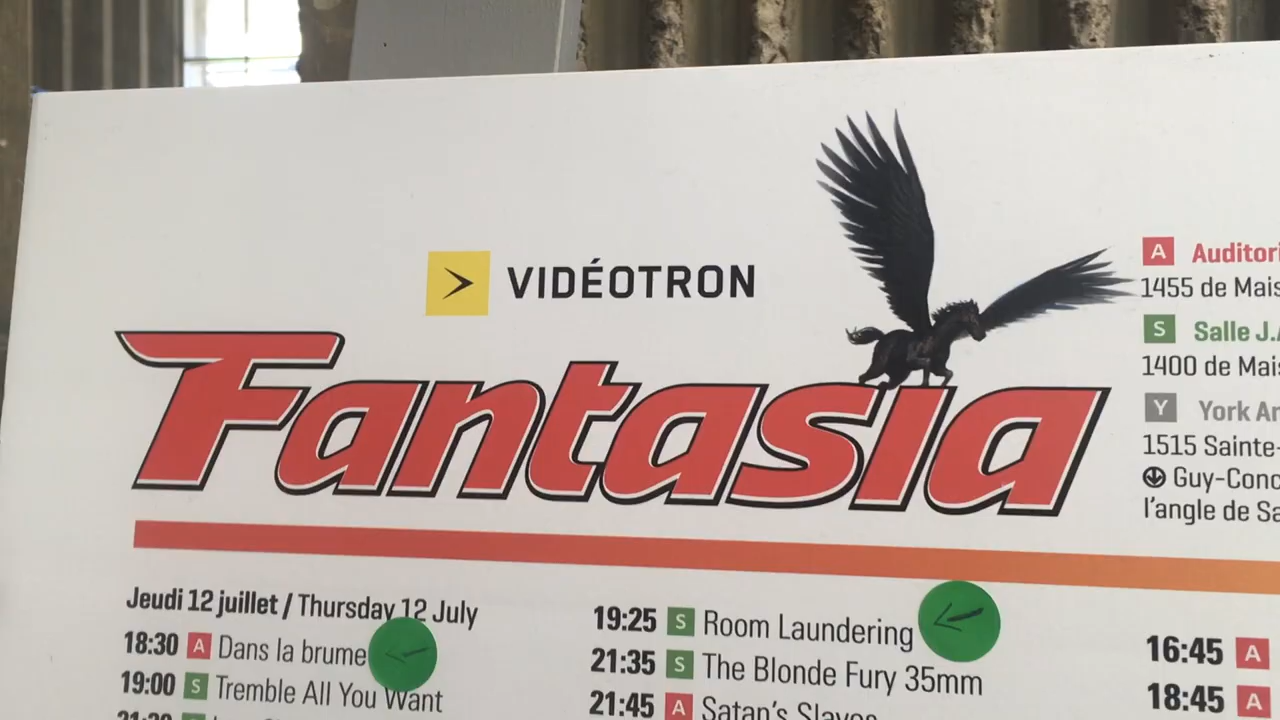 VIDÉOTRON
Fantasia
A Auditori
1455 de Mais
S Salle J.A
1400 de Mais
Y York Am
1515 Sainte-
Guy-Conc
l'angle de Sa
Jeudi 12 juillet / Thursday 12 July
18:30 A Dans la brume
19:00 S Tremble All You Want
19:25 S Room Laundering
21:35 S The Blonde Fury 35mm
21:45 A Satan's Slaves
16:45 A
18:45 A